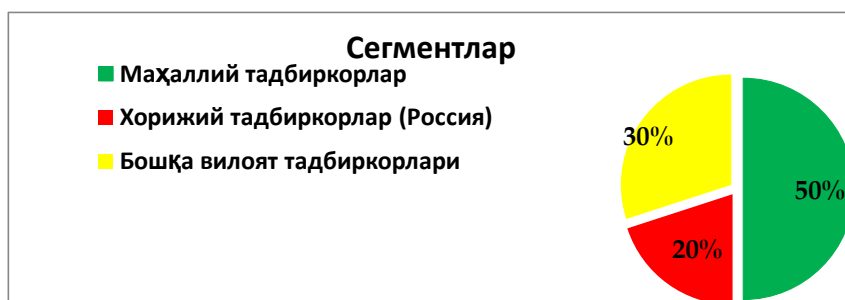 Сегментлар
Маҳаллий тадбиркорлар
Хорижий тадбиркорлар (Россия)
Бошқа вилоят тадбиркорлари
30%
50%
20%